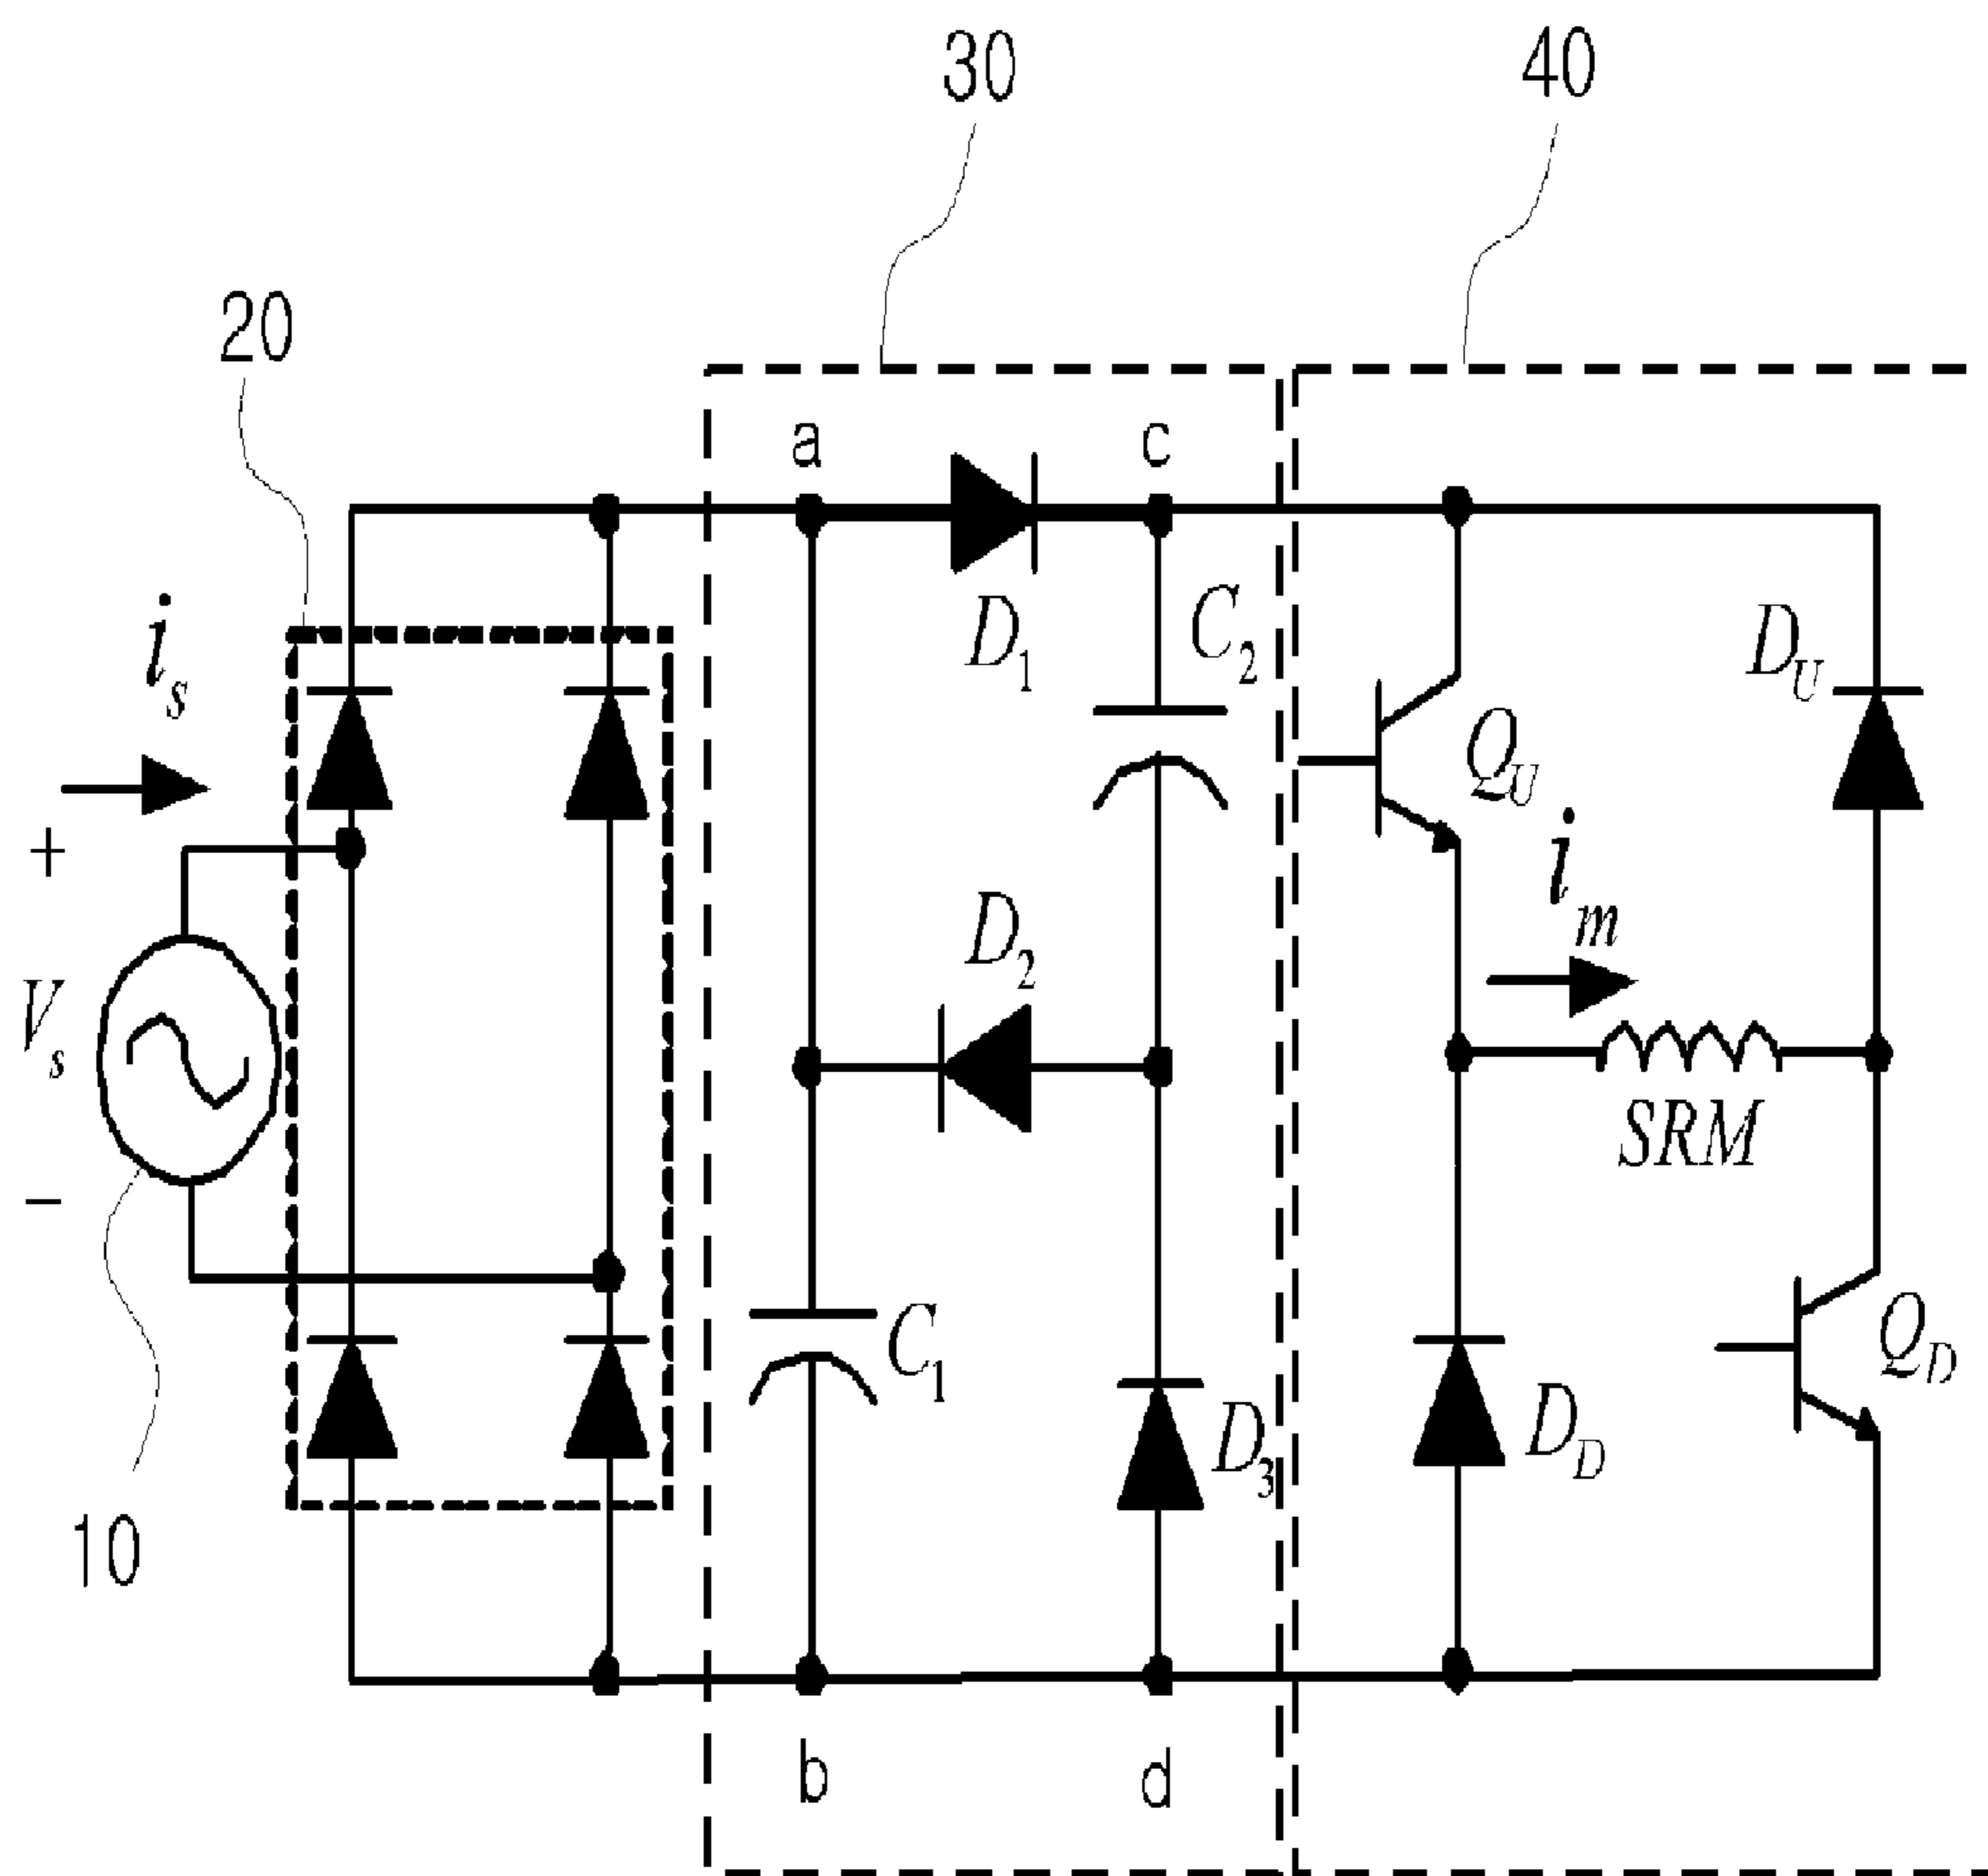 30
40
20
a
c
i_s
D_1
C_2
D_U
Q_U
+
i_m
D_2
V_s
SRM
−
C_1
Q_D
D_3
D_D
10
b
d